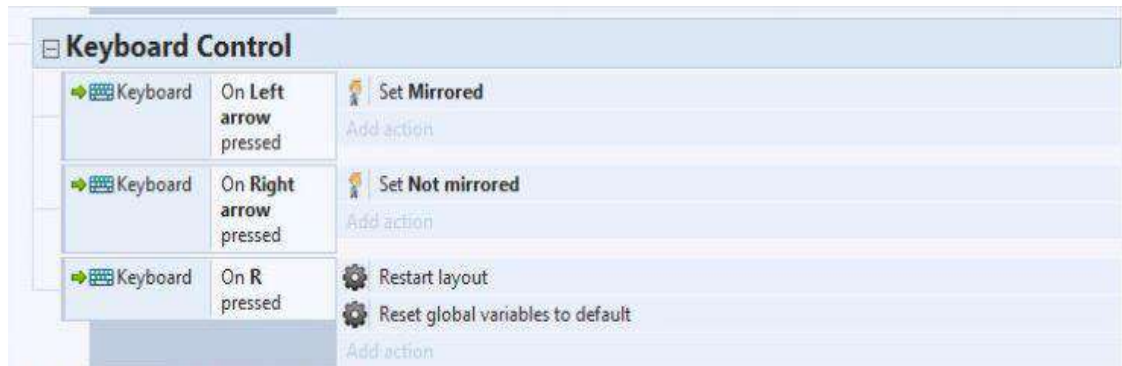 Keyboard Control
Keyboard
On Left
arrow
pressed
Set Mirrored
Add action
Keyboard
On Right
arrow
pressed
Set Not mirrored
Add action
Keyboard
On R
pressed
Restart layout
Reset global variables to default
Add action